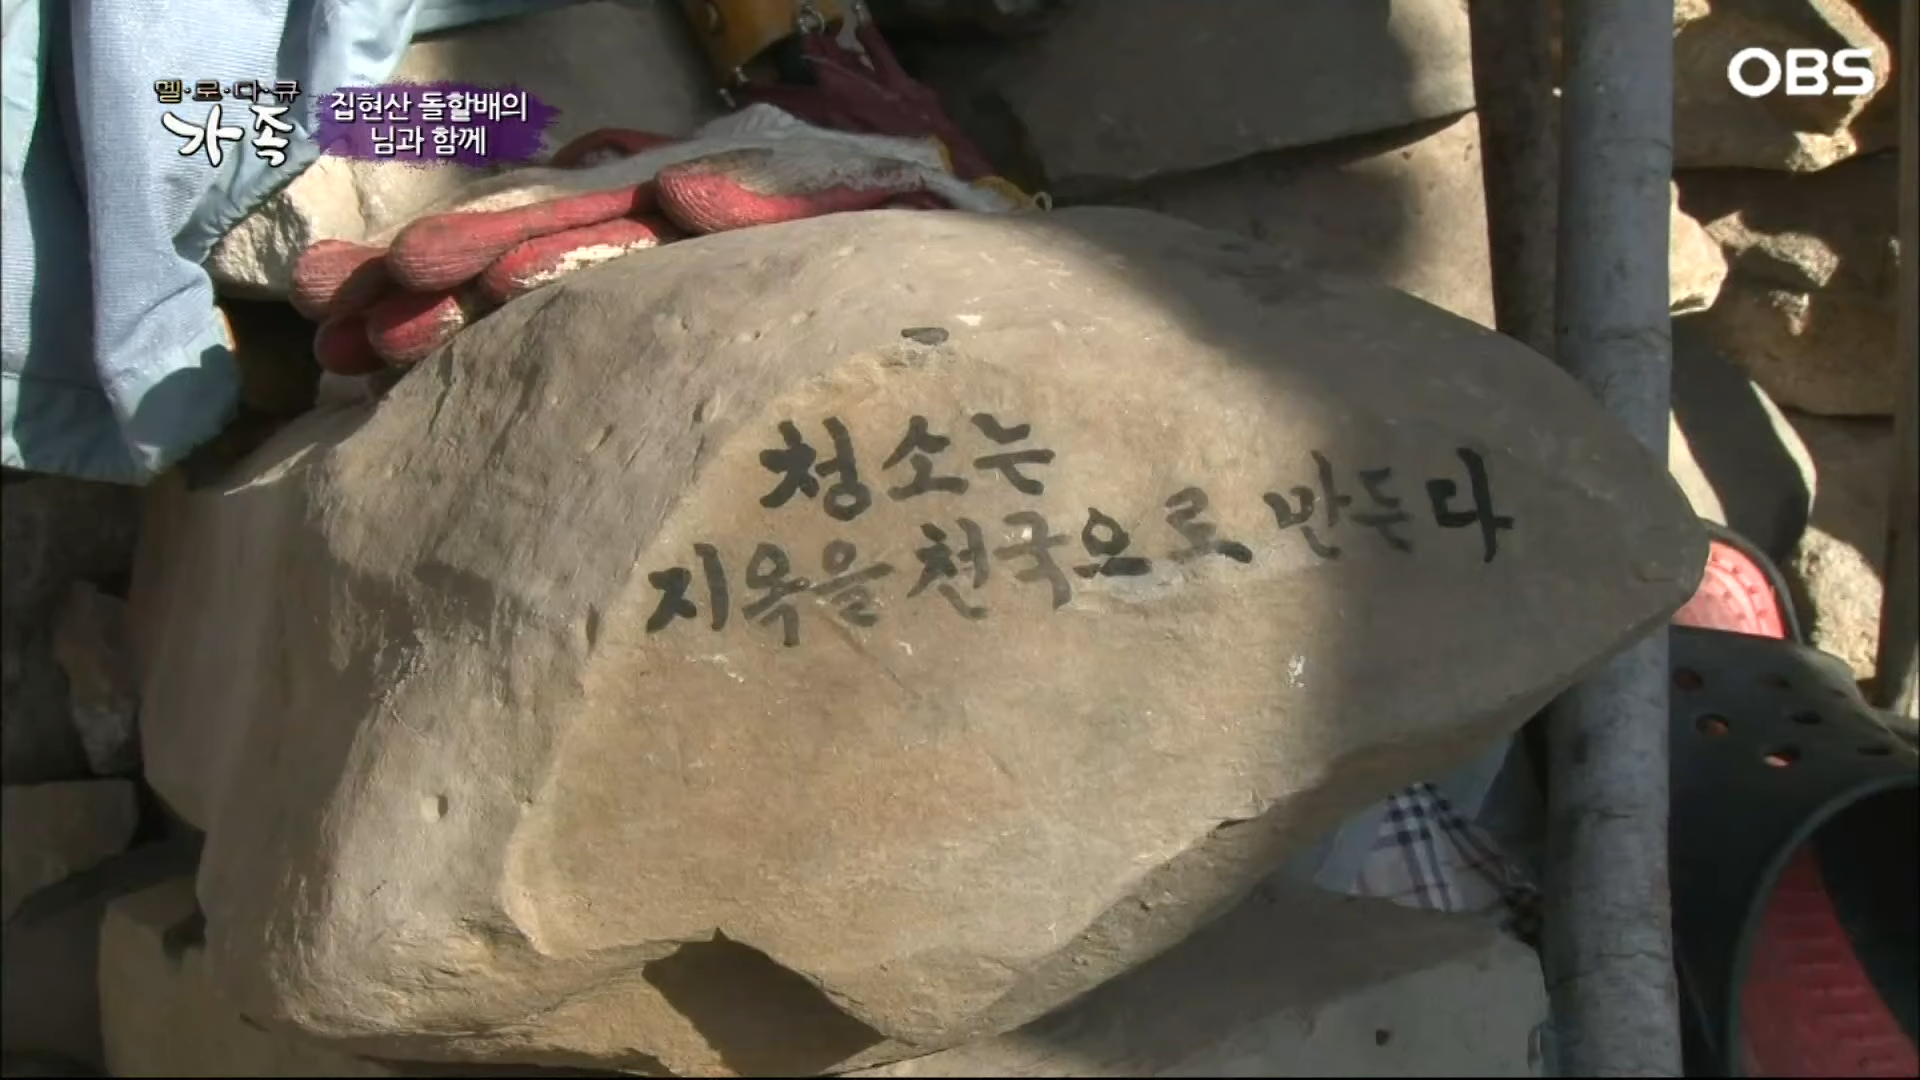 멜·로·다·큐
가족
집현산 돌할배의
님과 함께
OBS
청소는
지옥을 천국으로 만든다